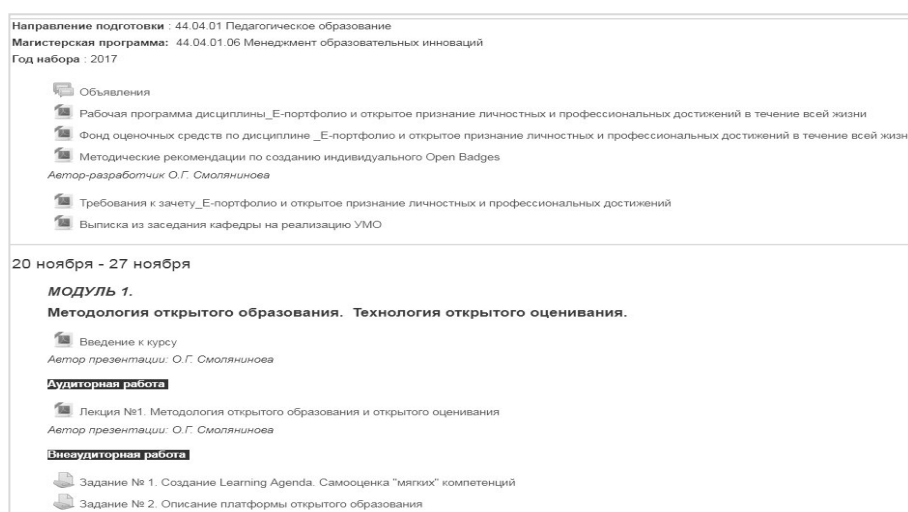 Направление подготовки : 44.04.01 Педагогическое образование
Магистерская программа: 44.04.01.06 Менеджмент образовательных инноваций
Год набора : 2017
Объявления
Рабочая программа дисциплины_Е-портфолио и открытое признание личностных и профессиональных достижений в течение всей жизни
Фонд оценочных средств по дисциплине _Е-портфолио и открытое признание личностных и профессиональных достижений в течение всей жизн
Методические рекомендации по созданию индивидуального Open Badges
Автор-разработчик О.Г. Смолянинова
Требования к зачету_Е-портфолио и открытое признание личностных и профессиональных достижений
Выписка из заседания кафедры на реализацию УМО
20 ноября - 27 ноября
МОДУЛЬ 1.
Методология открытого образования. Технология открытого оценивания.
Введение к курсу
Автор презентации: О.Г. Смолянинова
Аудиторная работа
Лекция №1. Методология открытого образования и открытого оценивания
Автор презентации: О.Г. Смолянинова
Внеаудиторная работа
Задание № 1. Создание Learning Agenda. Самооценка "мягких" компетенций
Задание № 2. Описание платформы открытого образования